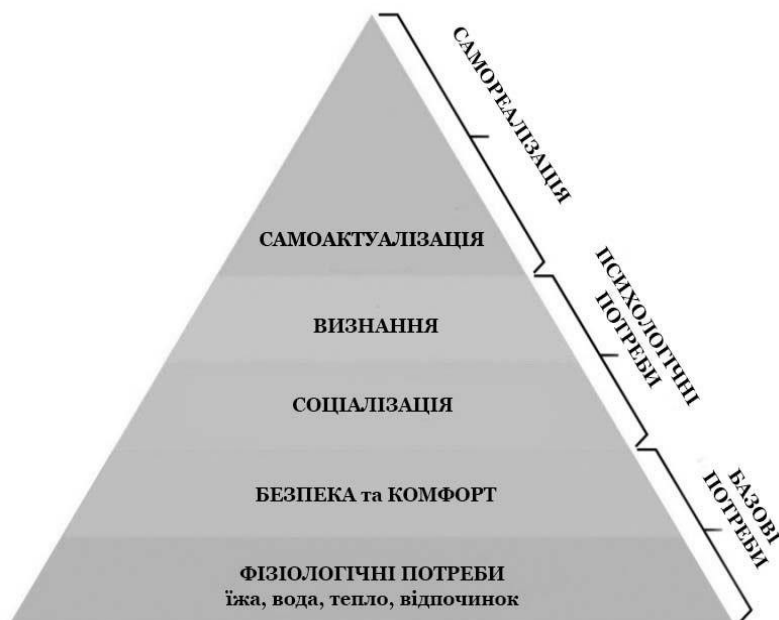 САМОРЕАЛІЗАЦІЯ
САМОАКТУАЛІЗАЦІЯ
ПСИХОЛОГІЧНІ
ПОТРЕБИ
ВИЗНАННЯ
СОЦІАЛІЗАЦІЯ
БЕЗПЕКА та КОМФОРТ
БАЗОВІ
ПОТРЕБИ
ФІЗІОЛОГІЧНІ ПОТРЕБИ
їжа, вода, тепло, відпочинок